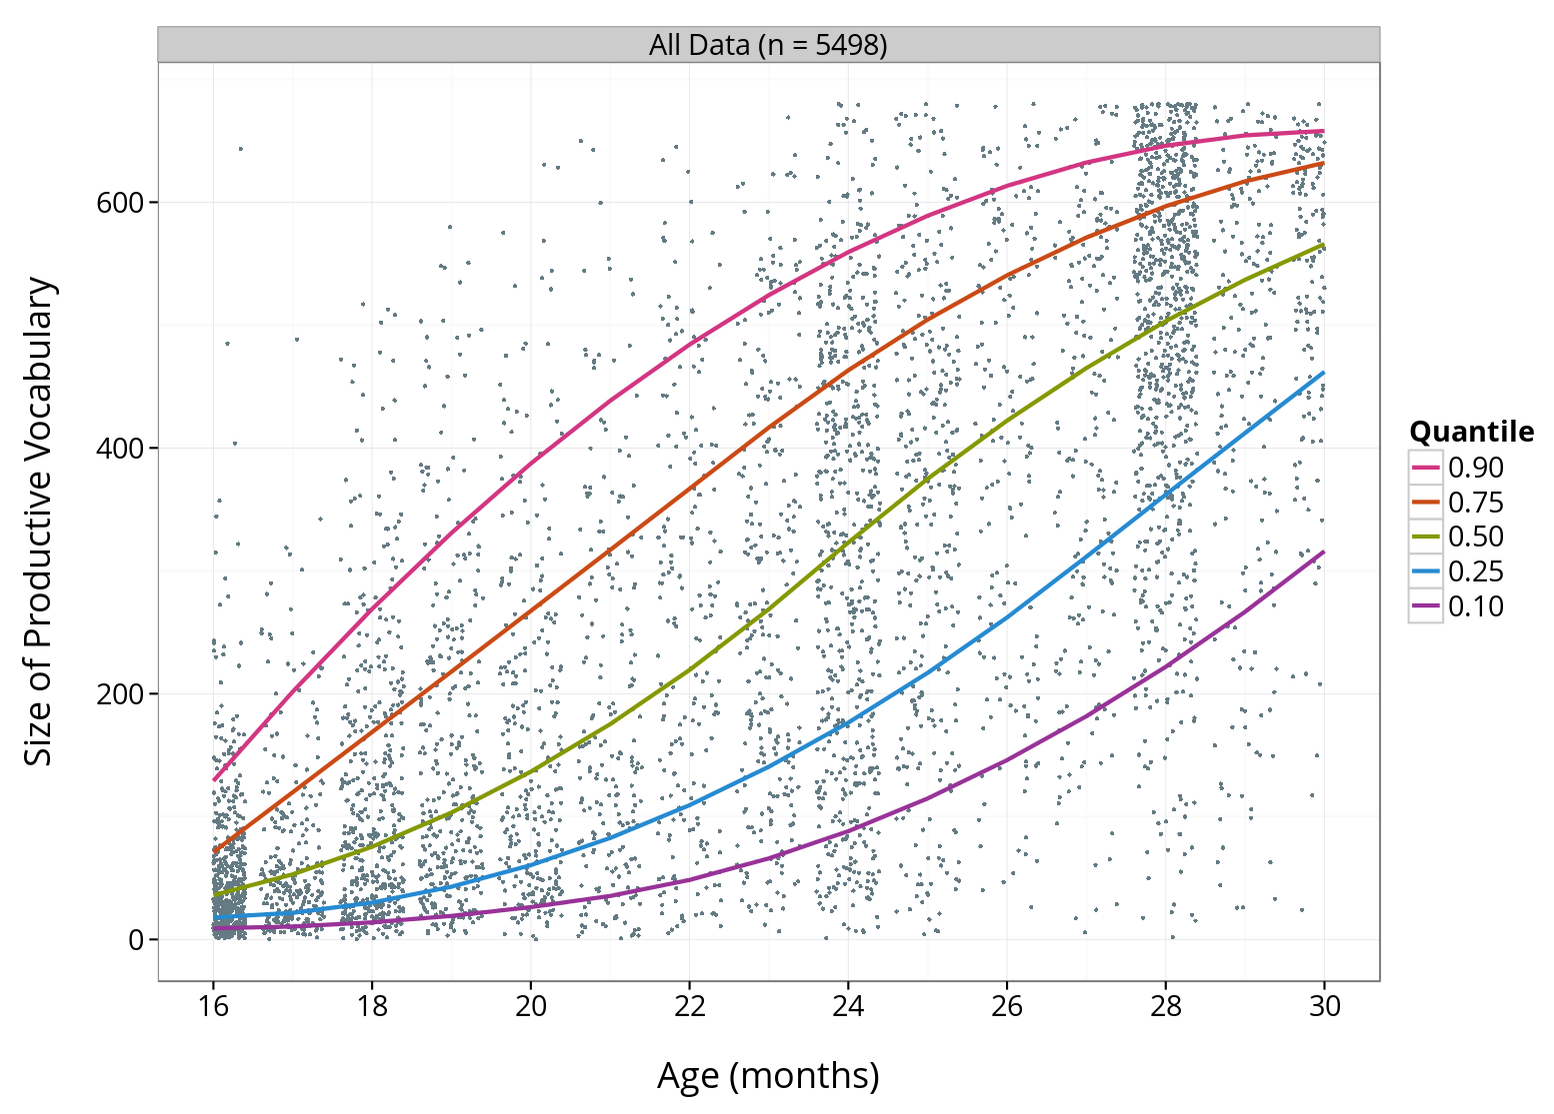 All Data (n = 5498)
Size of Productive Vocabulary
600
400
200
0
16 18 20 22 24 26 28 30
Age (months)
Quantile
0.90
0.75
0.50
0.25
0.10